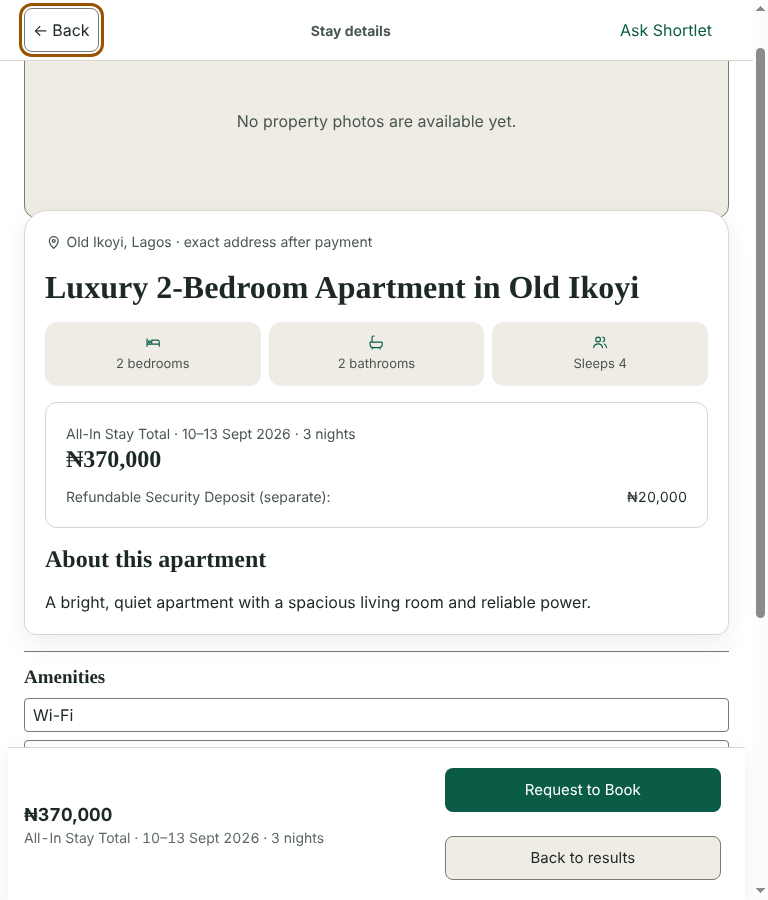 ← Back
Stay details
Ask Shortlet
No property photos are available yet.
Old Ikoyi, Lagos · exact address after payment
Luxury 2-Bedroom Apartment in Old Ikoyi
2 bedrooms
2 bathrooms
Sleeps 4
All-In Stay Total · 10–13 Sept 2026 · 3 nights
₦370,000
Refundable Security Deposit (separate): ₦20,000
About this apartment
A bright, quiet apartment with a spacious living room and reliable power.
Amenities
Wi-Fi
₦370,000
All-In Stay Total · 10–13 Sept 2026 · 3 nights
Request to Book
Back to results